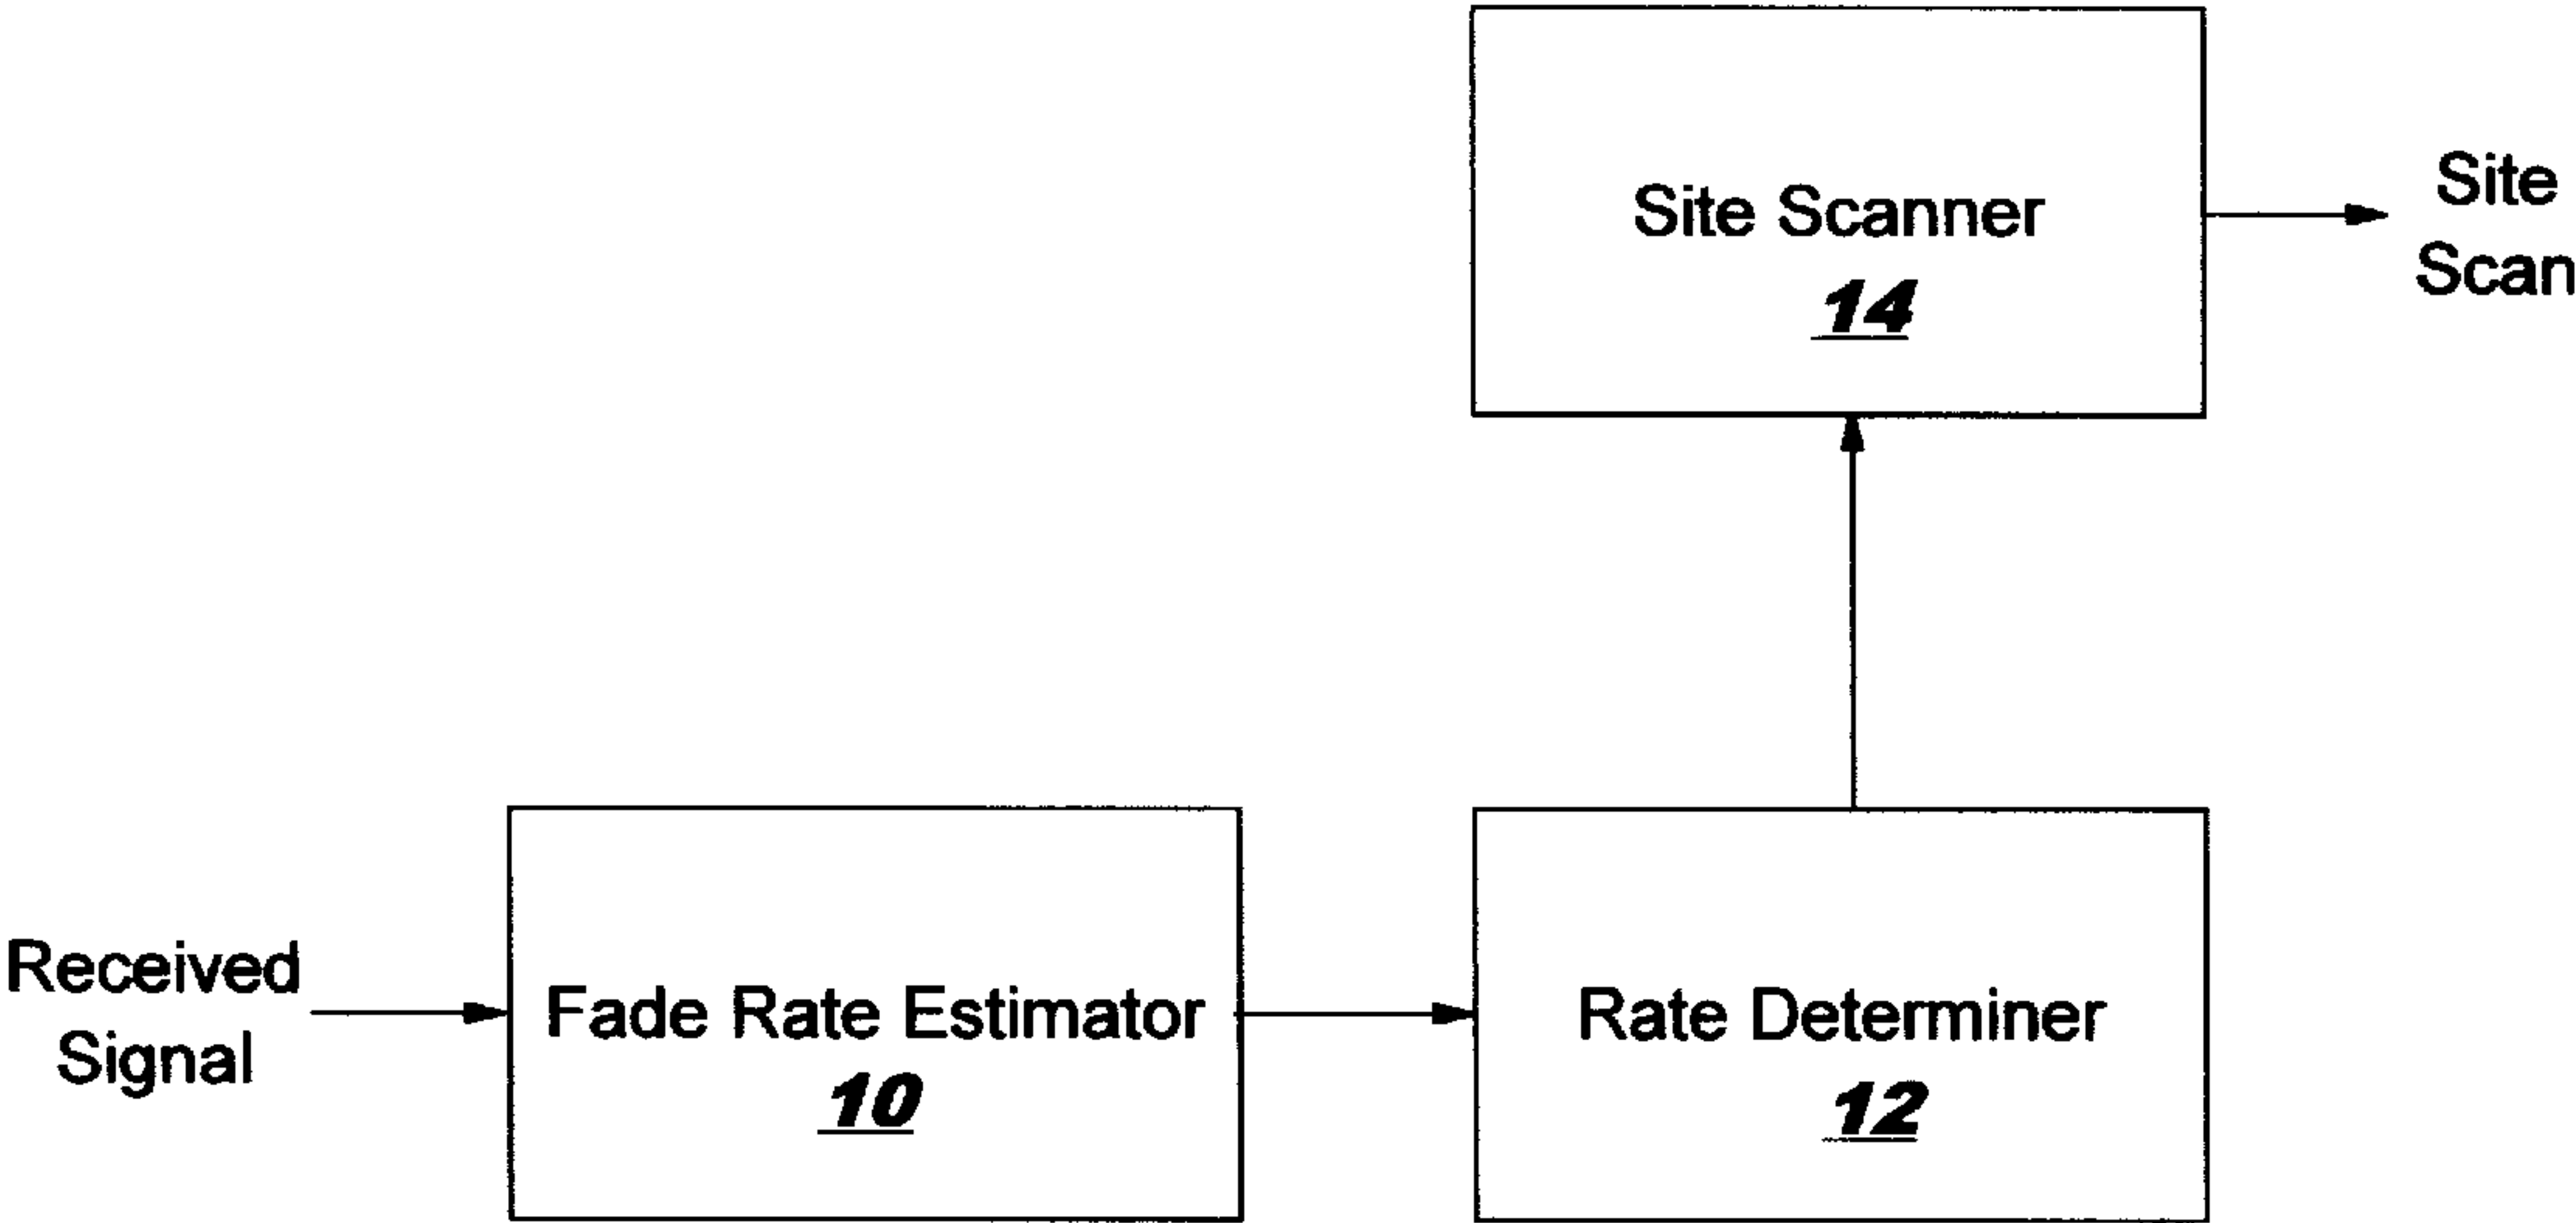 Site Scanner
14
Site
Scan
Received
Signal
Fade Rate Estimator
10
Rate Determiner
12